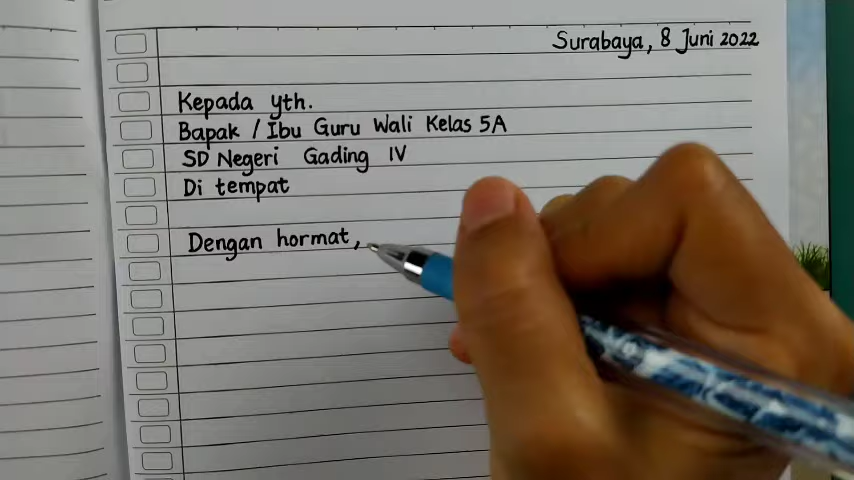 Surabaya, 8 Juni 2022
Kepada yth.
Bapak / Ibu Guru Wali Kelas 5A
SD Negeri Gading IV
Di tempat
Dengan hormat,